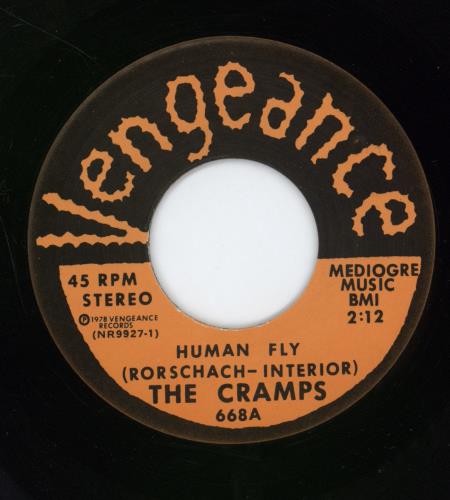 Vengeance
45 RPM
STEREO
℗1978 VENGEANCE
RECORDS
(NR9927-1)
MEDIOGRE
MUSIC
BMI
2:12
HUMAN FLY
(RORSCHACH-INTERIOR)
THE CRAMPS
668A